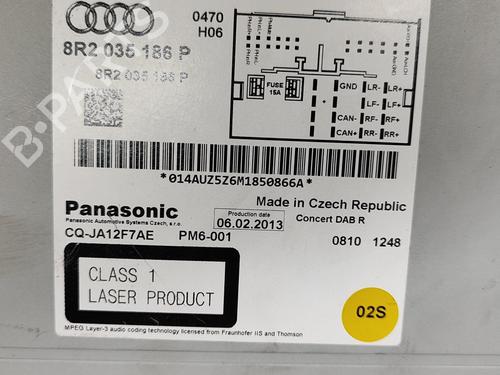 0470
H06
8R2 035 186 P
8R2 035 186 P
FUSE
15A
GND LR- LR+
+ LF- LF+
CAN- RF- RF+
CAN+ RR- RR+
*014AUZ5Z6M1850866A*
Panasonic
Panasonic Automotive Systems Czech, s.r.o.
CQ-JA12F7AE PM6-001
Production date
06.02.2013
Made in Czech Republic
Concert DAB R
0810 1248
CLASS 1
LASER PRODUCT
02S
MPEG Layer-3 audio coding technology licensed from Fraunhofer IIS and Thomson
B-PARTS